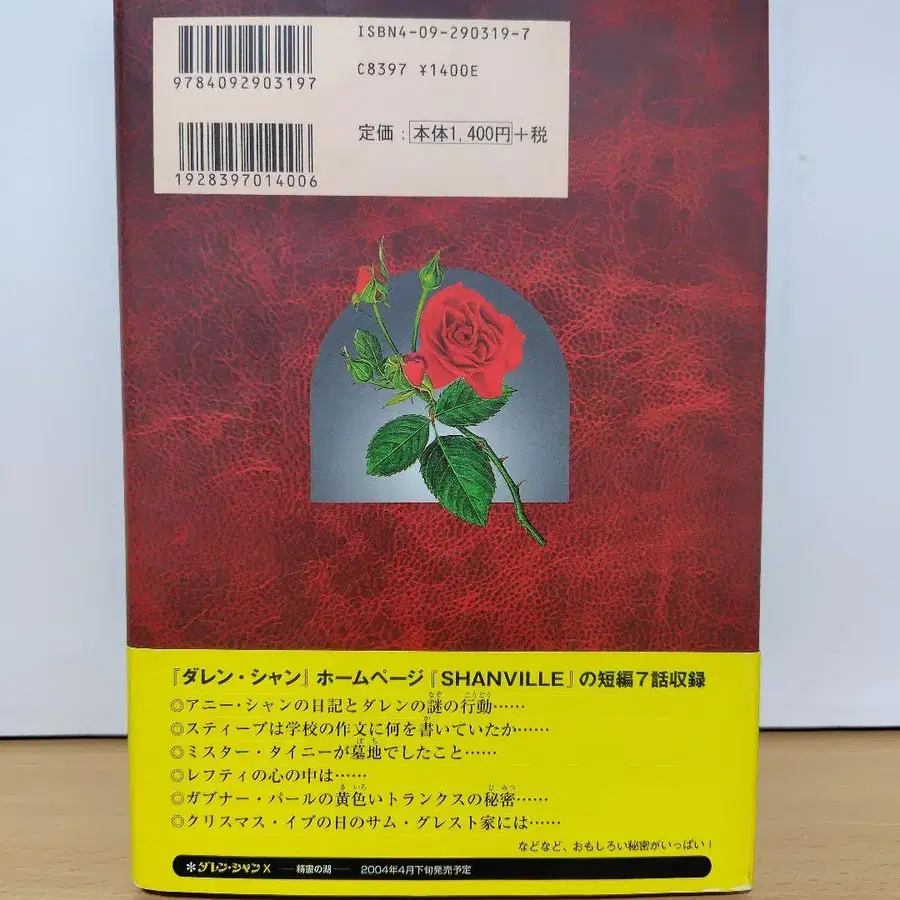 ISBN4-09-290319-7
9784092903197
C8397 ¥1400E
定価：本体1,400円＋税
1928397014006
『ダレン・シャン』ホームページ『SHANVILLE』の短編7話収録
◎アニー・シャンの日記とダレンの謎の行動……
◎スティーブは学校の作文に何を書いていたか……
◎ミスター・タイニーが墓地でしたこと……
◎レフティの心の中は……
◎ガブナー・パールの黄色いトランクスの秘密……
◎クリスマス・イブの日のサム・グレスト家には……
などなど、おもしろい秘密がいっぱい！
＊ダレン・シャンX ―精霊の湖― 2004年4月下旬発売予定